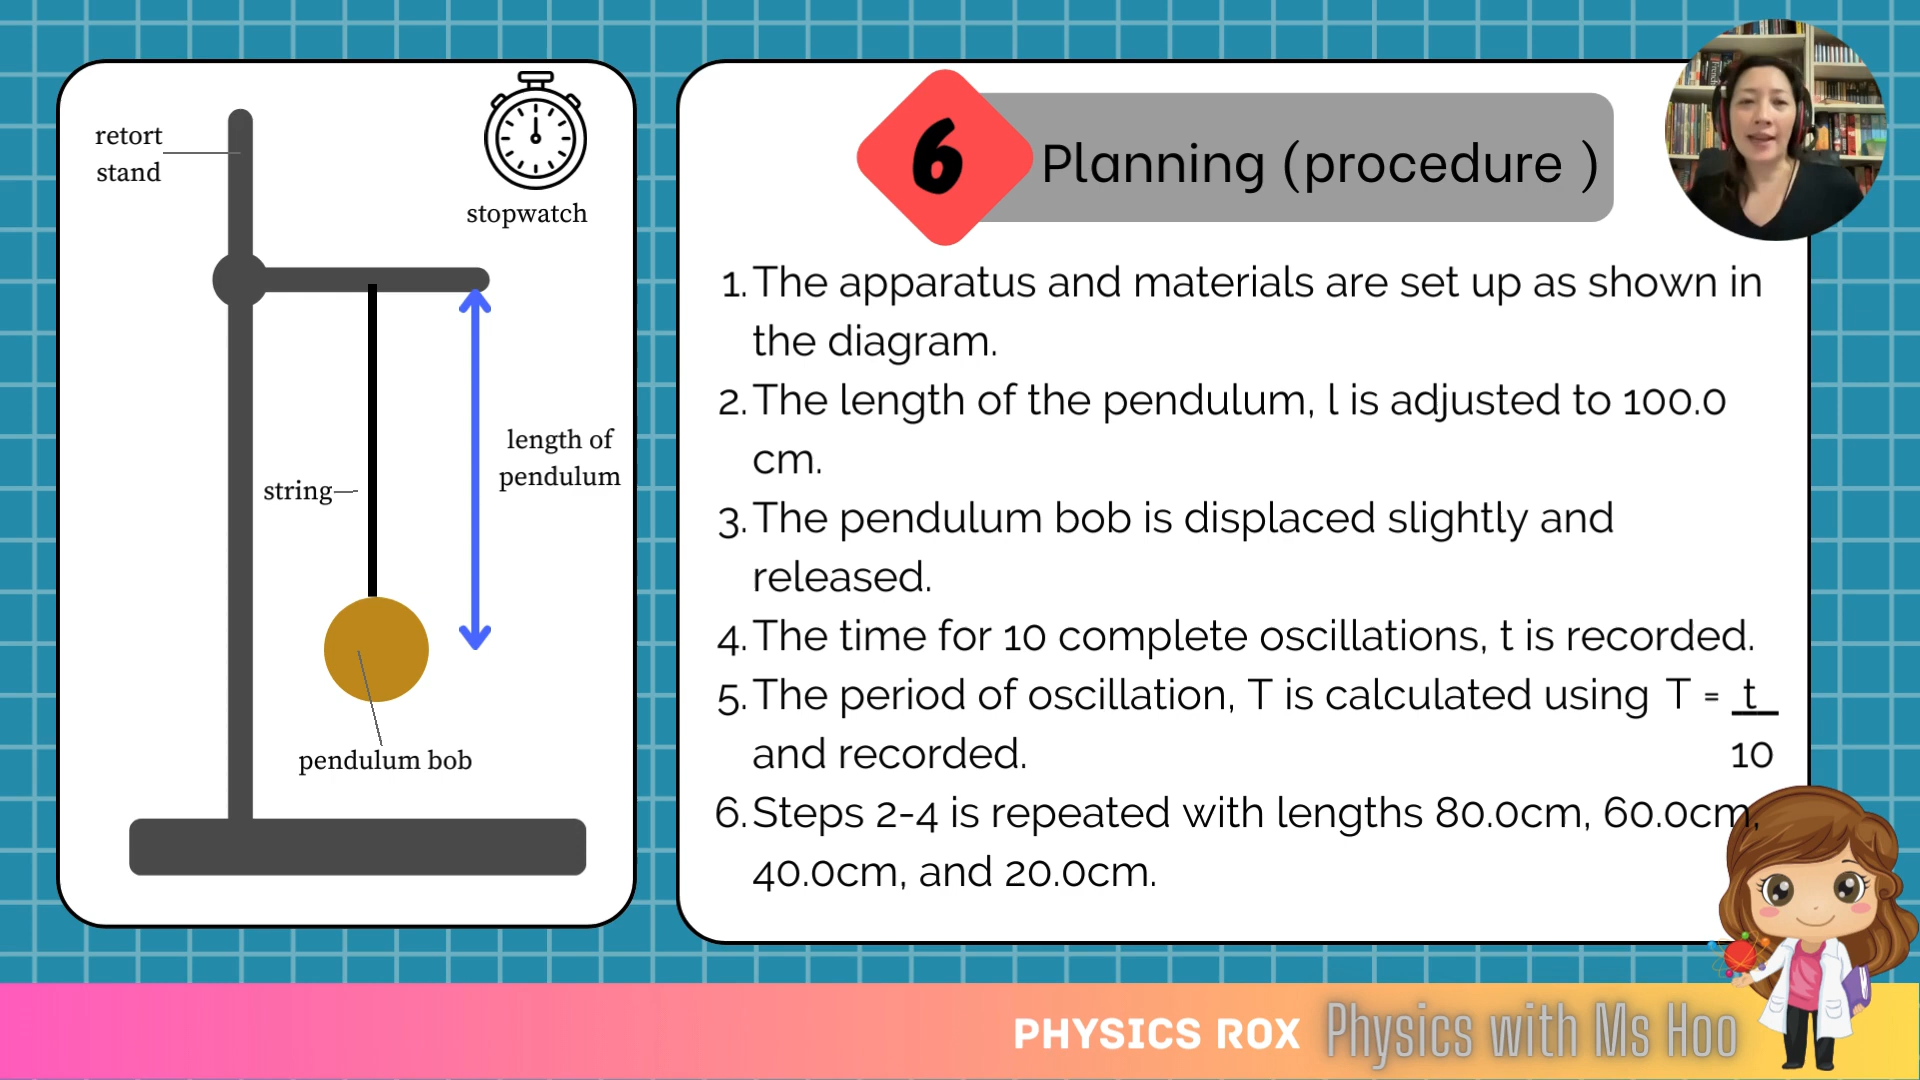 retort
stand
stopwatch
length of
pendulum
string
pendulum bob
6
Planning (procedure )
1. The apparatus and materials are set up as shown in
the diagram.
2. The length of the pendulum, l is adjusted to 100.0
cm.
3. The pendulum bob is displaced slightly and
released.
4. The time for 10 complete oscillations, t is recorded.
5. The period of oscillation, T is calculated using T = t
and recorded. 10
6. Steps 2-4 is repeated with lengths 80.0cm, 60.0cm,
40.0cm, and 20.0cm.
PHYSICS ROX Physics with Ms Hoo